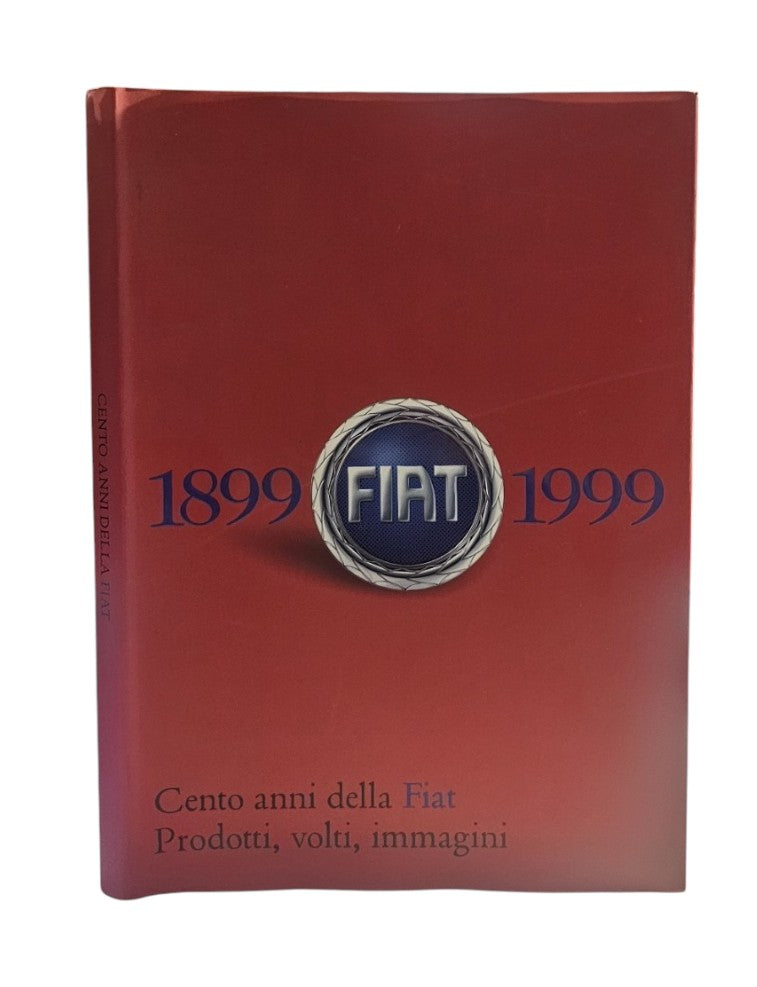 CENTO ANNI DELLA FIAT
1899 FIAT 1999
Cento anni della Fiat
Prodotti, volti, immagini